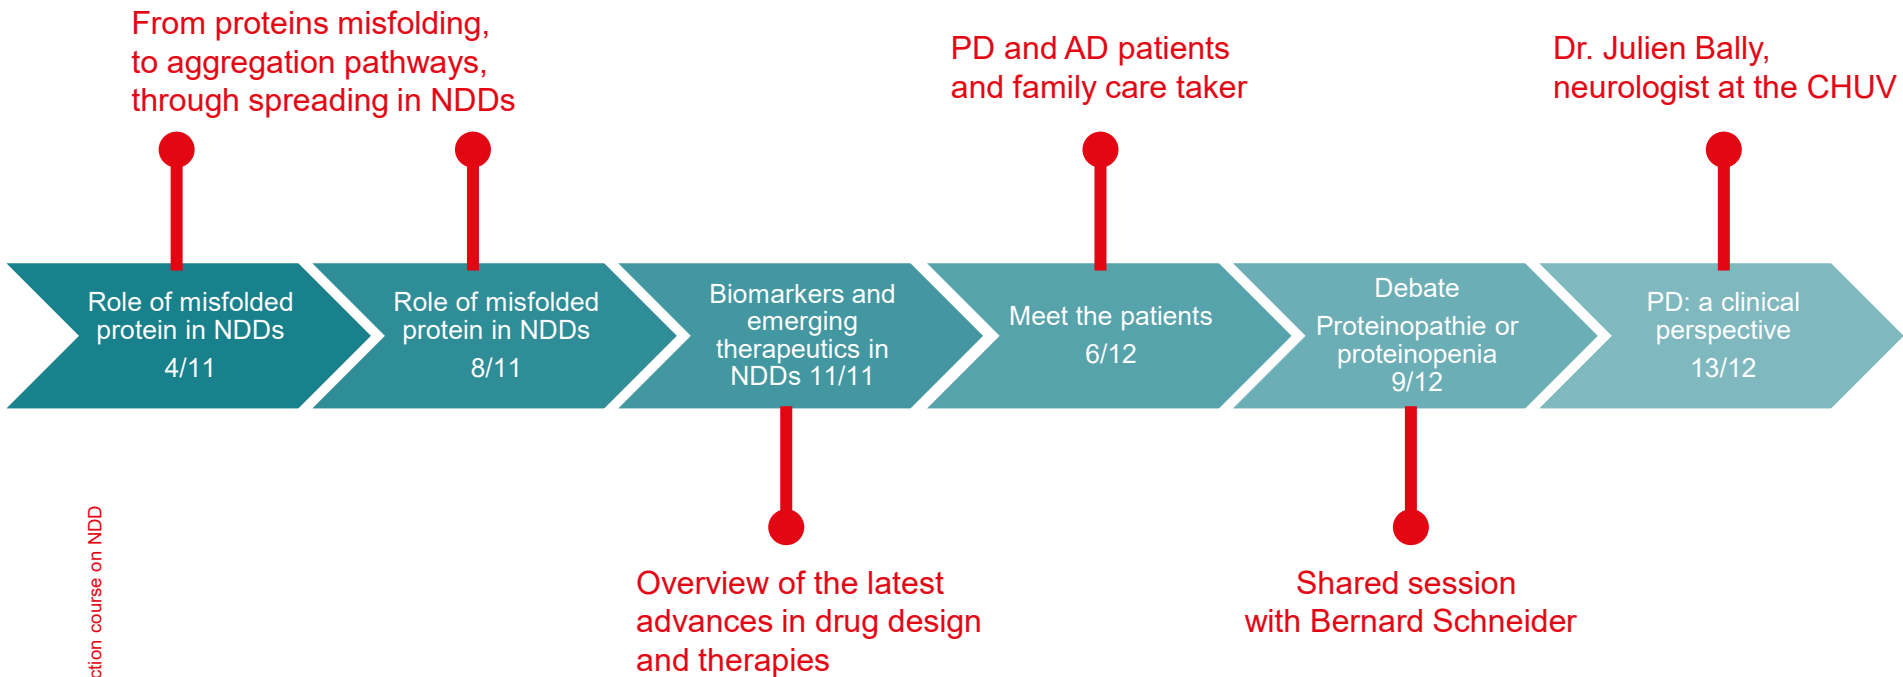 From proteins misfolding,
to aggregation pathways,
through spreading in NDDs
PD and AD patients
and family care taker
Dr. Julien Bally,
neurologist at the CHUV
Role of misfolded
protein in NDDs
4/11
Role of misfolded
protein in NDDs
8/11
Biomarkers and
emerging
therapeutics in
NDDs 11/11
Meet the patients
6/12
Debate
Proteinopathie or
proteinopenia
9/12
PD: a clinical
perspective
13/12
Overview of the latest
advances in drug design
and therapies
Shared session
with Bernard Schneider
ction course on NDD